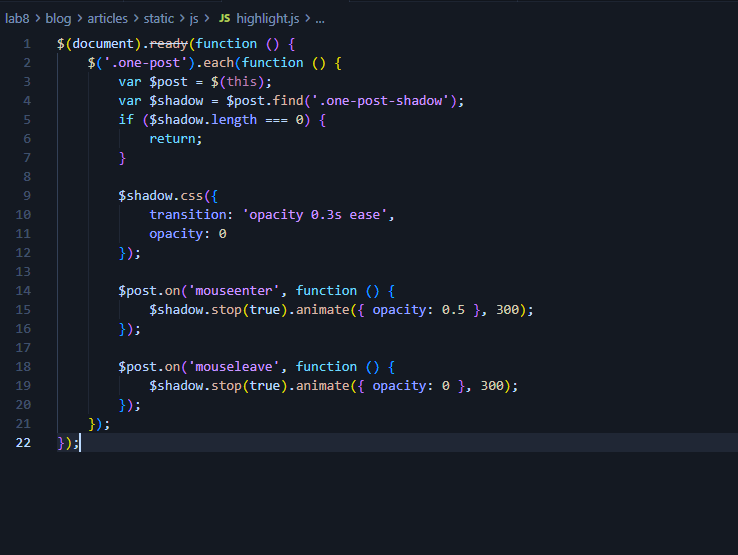 lab8 > blog > articles > static > js > JS highlight.js > ...
1 $(document).ready(function () {
2     $('.one-post').each(function () {
3         var $post = $(this);
4         var $shadow = $post.find('.one-post-shadow');
5         if ($shadow.length === 0) {
6             return;
7         }
8
9         $shadow.css({
10             transition: 'opacity 0.3s ease',
11             opacity: 0
12         });
13
14         $post.on('mouseenter', function () {
15             $shadow.stop(true).animate({ opacity: 0.5 }, 300);
16         });
17
18         $post.on('mouseleave', function () {
19             $shadow.stop(true).animate({ opacity: 0 }, 300);
20         });
21     });
22 });